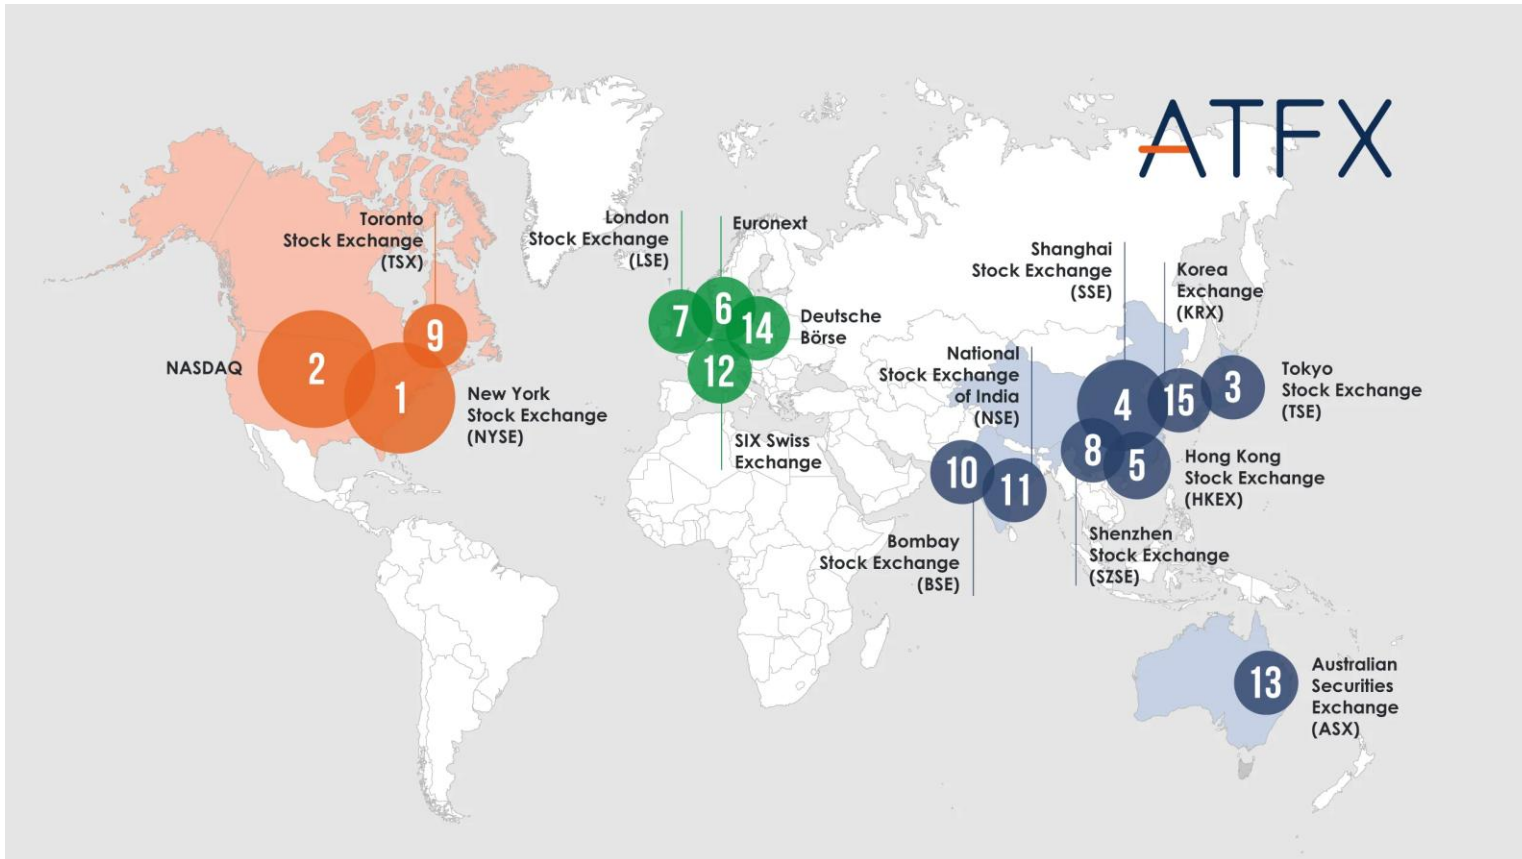 ATFX
Toronto
Stock Exchange
(TSX)
9
NASDAQ
2
1
New York
Stock Exchange
(NYSE)
London
Stock Exchange
(LSE)
Euronext
7
6
14
Deutsche
Börse
12
SIX Swiss
Exchange
Shanghai
Stock Exchange
(SSE)
Korea
Exchange
(KRX)
National
Stock Exchange
of India
(NSE)
4
15
3
Tokyo
Stock Exchange
(TSE)
10
11
8
5
Hong Kong
Stock Exchange
(HKEX)
Bombay
Stock Exchange
(BSE)
Shenzhen
Stock Exchange
(SZSE)
13
Australian
Securities
Exchange
(ASX)